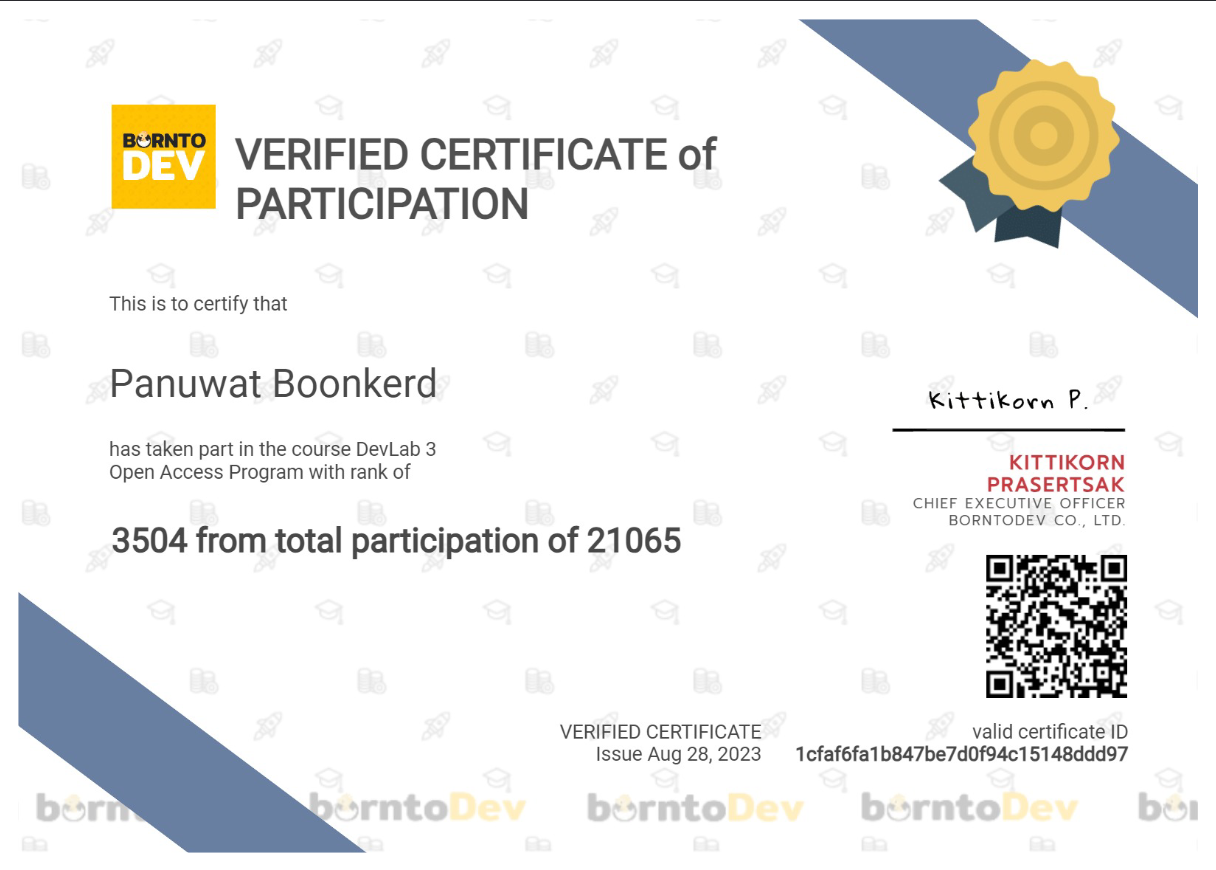 BORNTO
DEV
VERIFIED CERTIFICATE of
PARTICIPATION
This is to certify that
Panuwat Boonkerd
has taken part in the course DevLab 3
Open Access Program with rank of
3504 from total participation of 21065
Kittikorn P.
KITTIKORN
PRASERTSAK
CHIEF EXECUTIVE OFFICER
BORNTODEV CO., LTD.
VERIFIED CERTIFICATE
Issue Aug 28, 2023
valid certificate ID
1cfaf6fa1b847be7d0f94c15148ddd97
born borntoDev borntoDev borntoDev bo